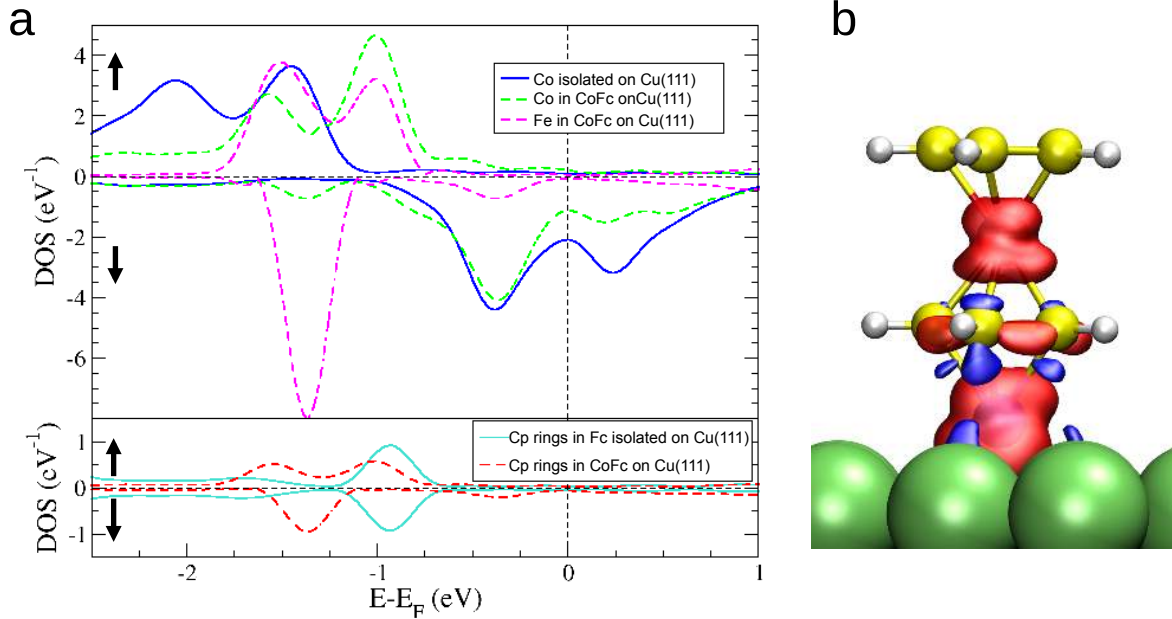 a
b
4
2
0
-2
-4
-6
DOS (eV⁻¹)
Co isolated on Cu(111)
Co in CoFc onCu(111)
Fe in CoFc on Cu(111)
1
0
-1
DOS (eV⁻¹)
Cp rings in Fc isolated on Cu(111)
Cp rings in CoFc on Cu(111)
-2
-1
0
1
E-E_F (eV)